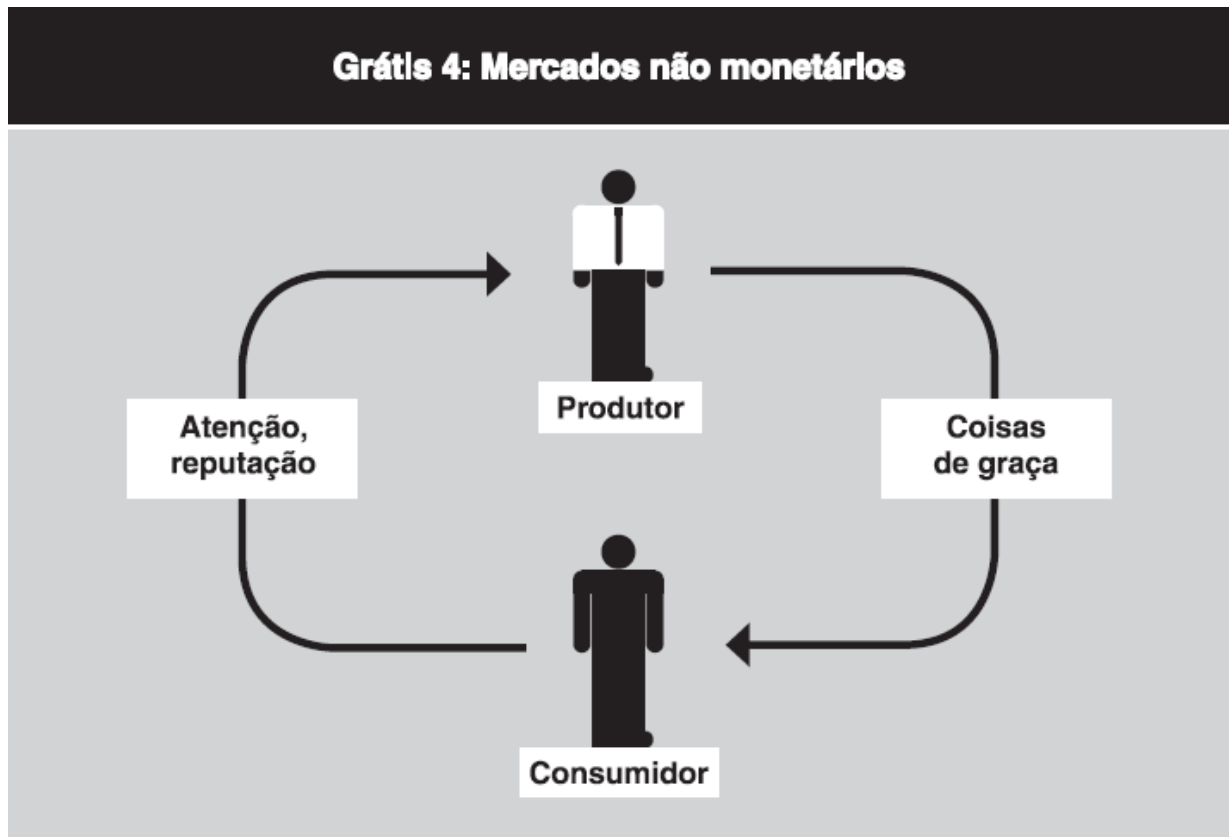 Grátis 4: Mercados não monetários
Produtor
Atenção,
reputação
Coisas
de graça
Consumidor